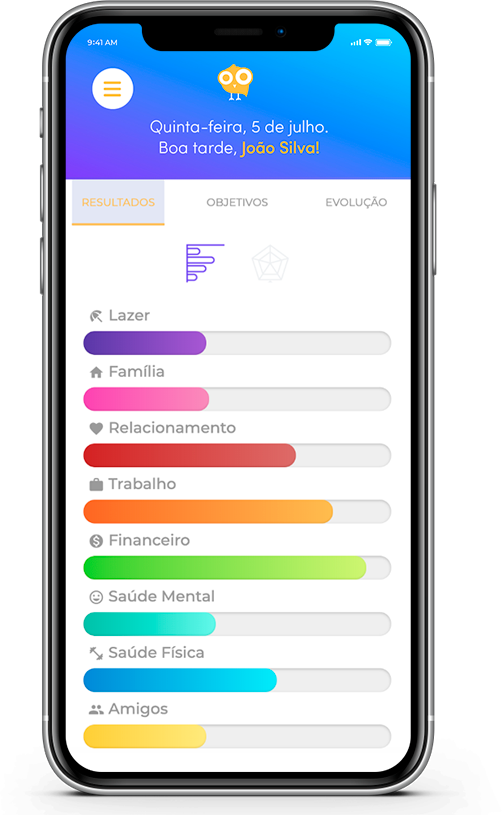 9:41 AM
Quinta-feira, 5 de julho.
Boa tarde, João Silva!
RESULTADOS OBJETIVOS EVOLUÇÃO
Lazer
Família
Relacionamento
Trabalho
Financeiro
Saúde Mental
Saúde Física
Amigos